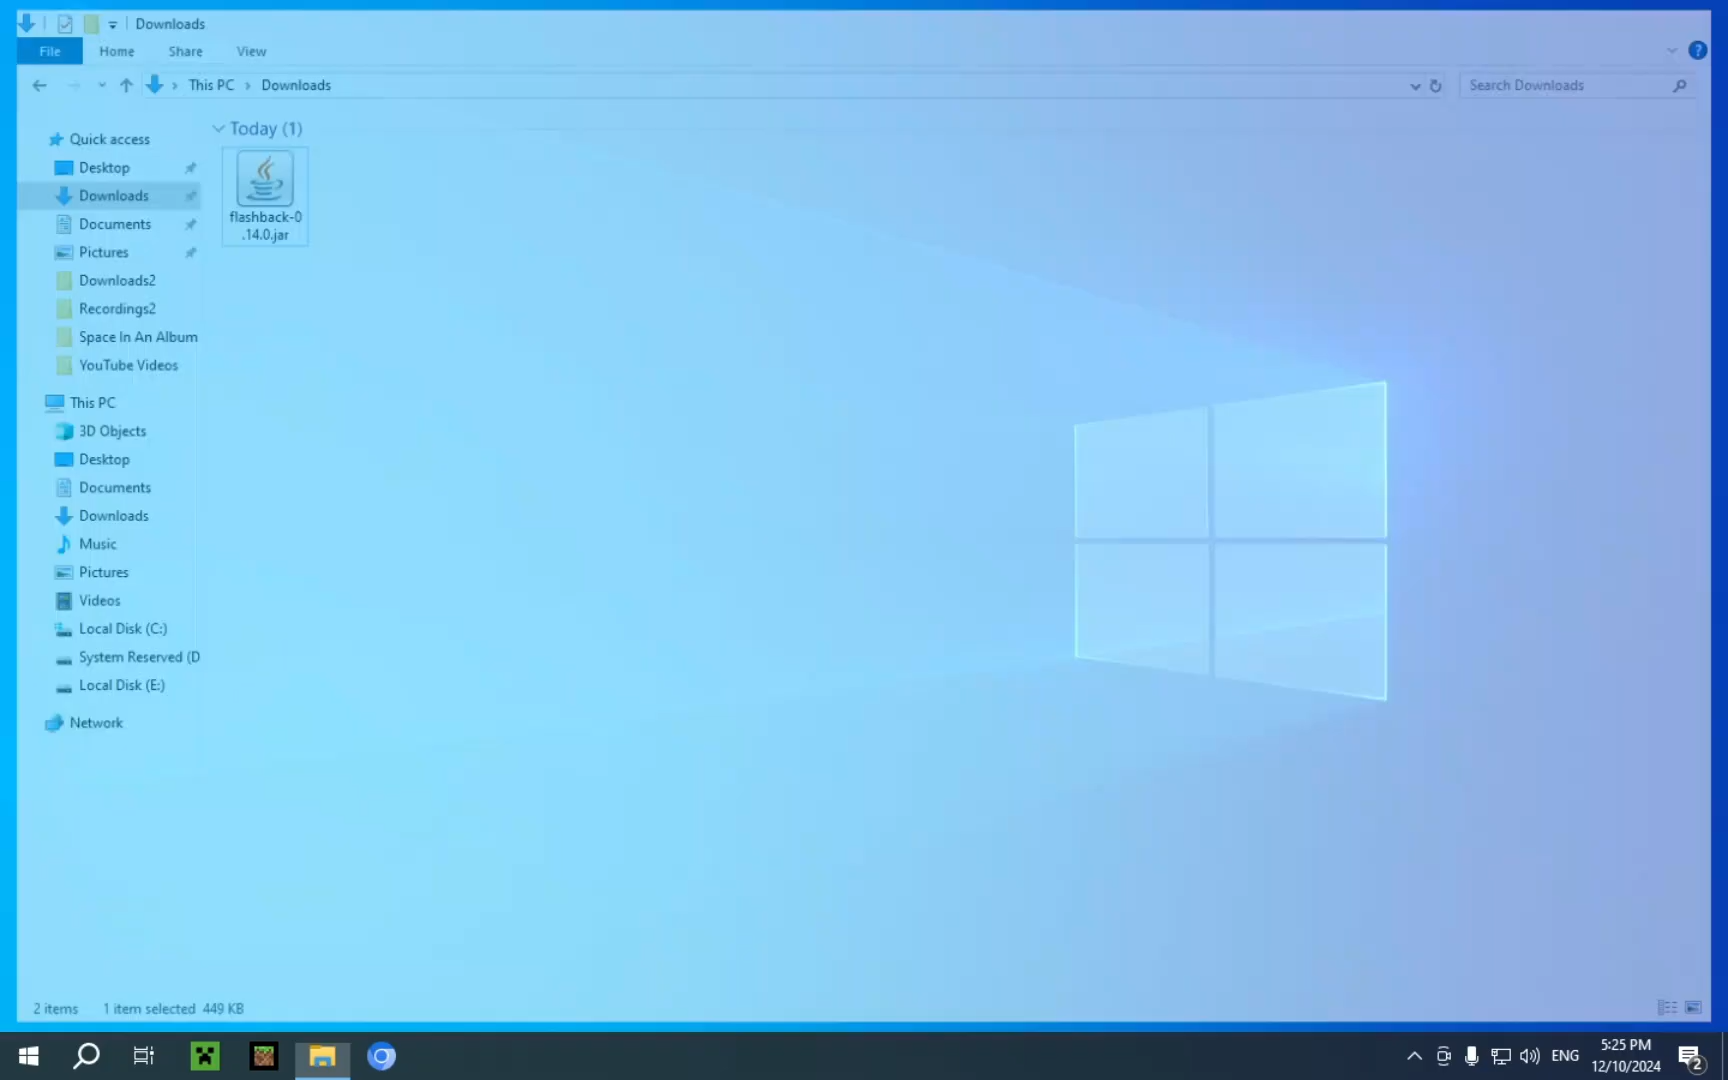 Downloads
File Home Share View
This PC Downloads
Search Downloads
Quick access
Desktop
Downloads
Documents
Pictures
Downloads2
Recordings2
Space In An Album
YouTube Videos
This PC
3D Objects
Desktop
Documents
Downloads
Music
Pictures
Videos
Local Disk (C:)
System Reserved (D
Local Disk (E:)
Network
Today (1)
flashback-0
.14.0.jar
2 items 1 item selected 449 KB
ENG
5:25 PM
12/10/2024
2